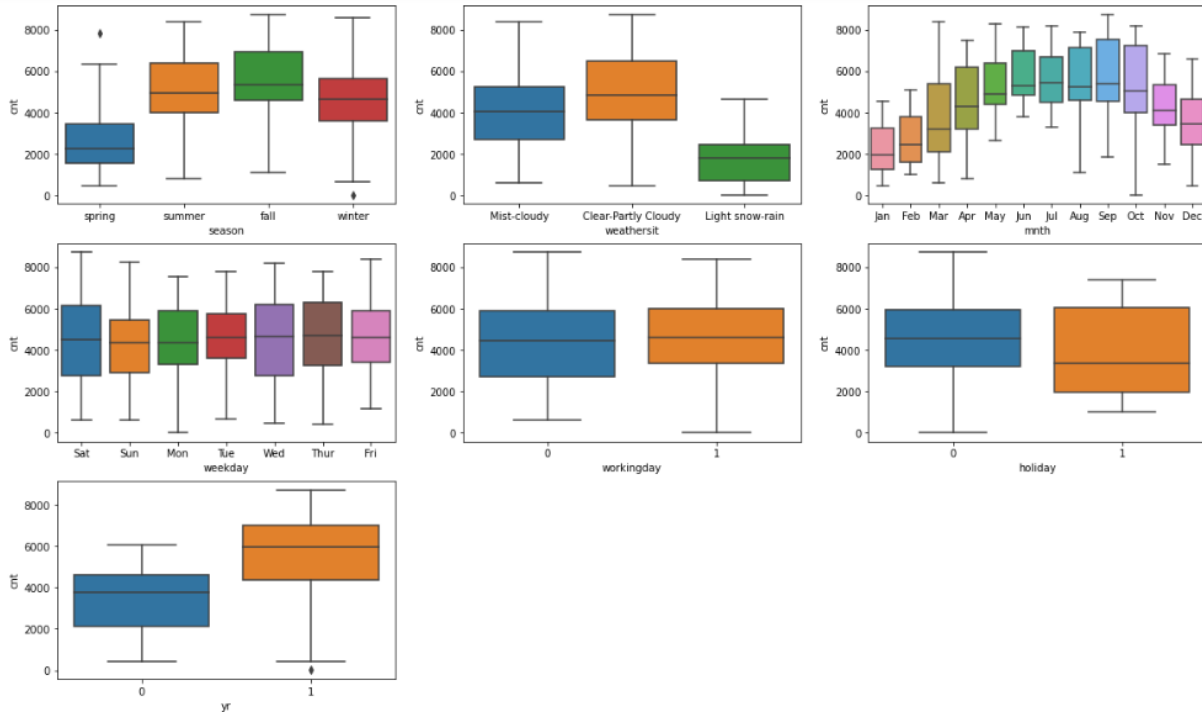 8000
6000
4000
2000
0
cnt
spring summer fall winter
season
8000
6000
4000
2000
0
cnt
Mist-cloudy Clear-Partly Cloudy Light snow-rain
weathersit
8000
6000
4000
2000
0
cnt
Jan Feb Mar Apr May Jun Jul Aug Sep Oct Nov Dec
mnth
8000
6000
4000
2000
0
cnt
Sat Sun Mon Tue Wed Thur Fri
weekday
8000
6000
4000
2000
0
cnt
0 1
workingday
8000
6000
4000
2000
0
cnt
0 1
holiday
8000
6000
4000
2000
0
cnt
0 1
yr